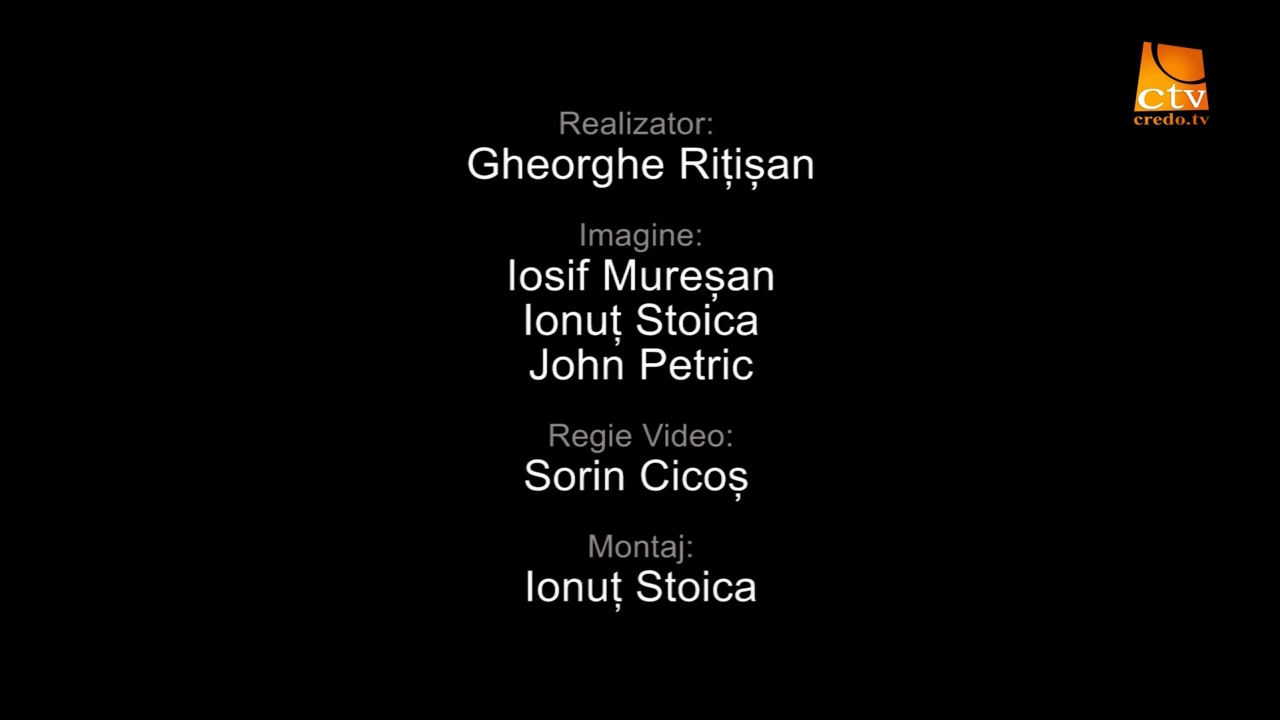 ctv
credo.tv
Realizator:
Gheorghe Rițișan
Imagine:
Iosif Mureșan
Ionuț Stoica
John Petric
Regie Video:
Sorin Cicoș
Montaj:
Ionuț Stoica